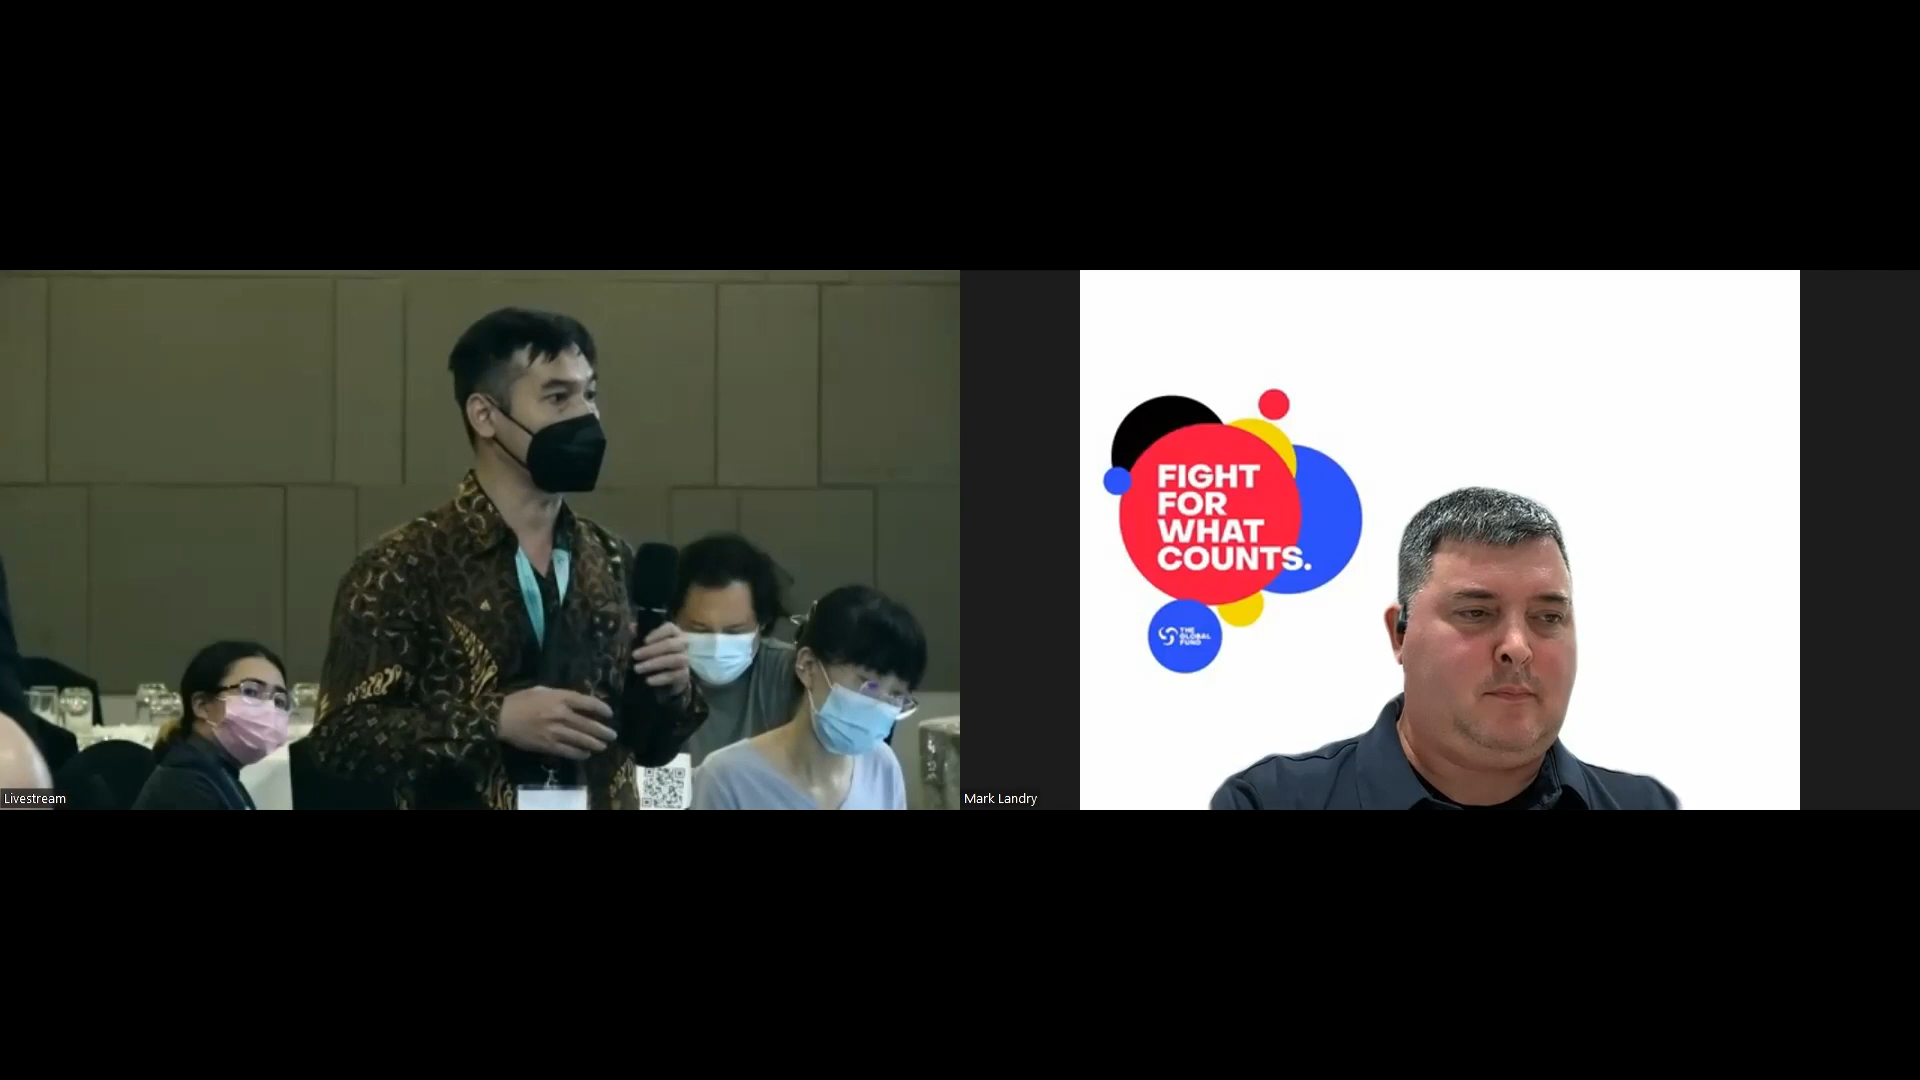 FIGHT
FOR
WHAT
COUNTS.
THE
GLOBAL
FUND
Livestream
Mark Landry